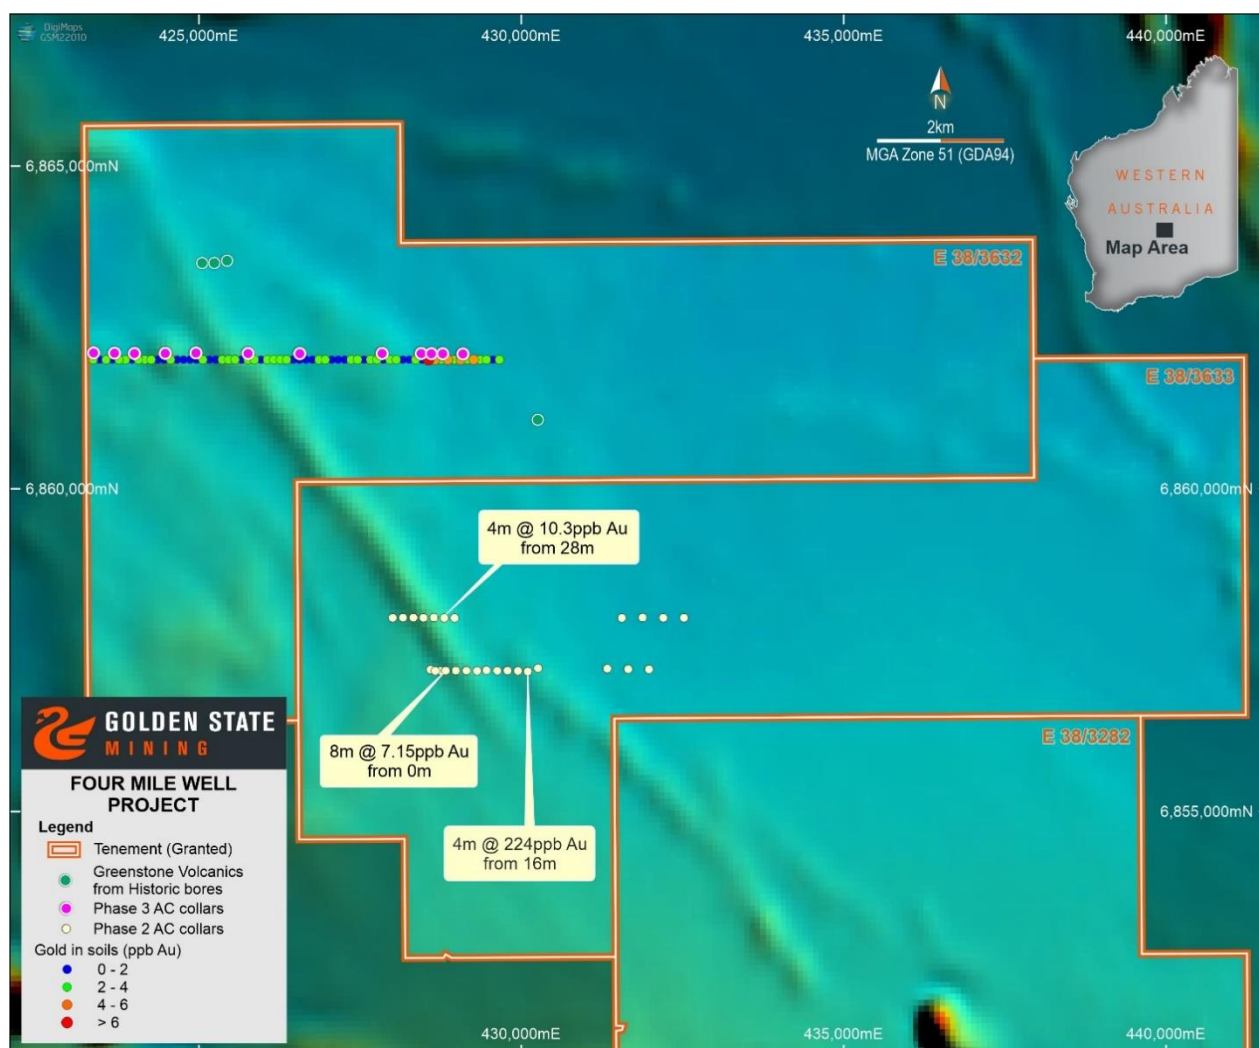 DigiMaps
GSM22010
425,000mE
430,000mE
435,000mE
440,000mE
N
2km
MGA Zone 51 (GDA94)
WESTERN
AUSTRALIA
Map Area
6,865,000mN
E 38/3632
E 38/3633
6,860,000mN
6,860,000mN
4m @ 10.3ppb Au
from 28m
8m @ 7.15ppb Au
from 0m
4m @ 224ppb Au
from 16m
E 38/3282
6,855,000mN
GOLDEN STATE
MINING
FOUR MILE WELL
PROJECT
Legend
Tenement (Granted)
Greenstone Volcanics
from Historic bores
Phase 3 AC collars
Phase 2 AC collars
Gold in soils (ppb Au)
0 - 2
2 - 4
4 - 6
> 6
430,000mE
435,000mE
440,000mE